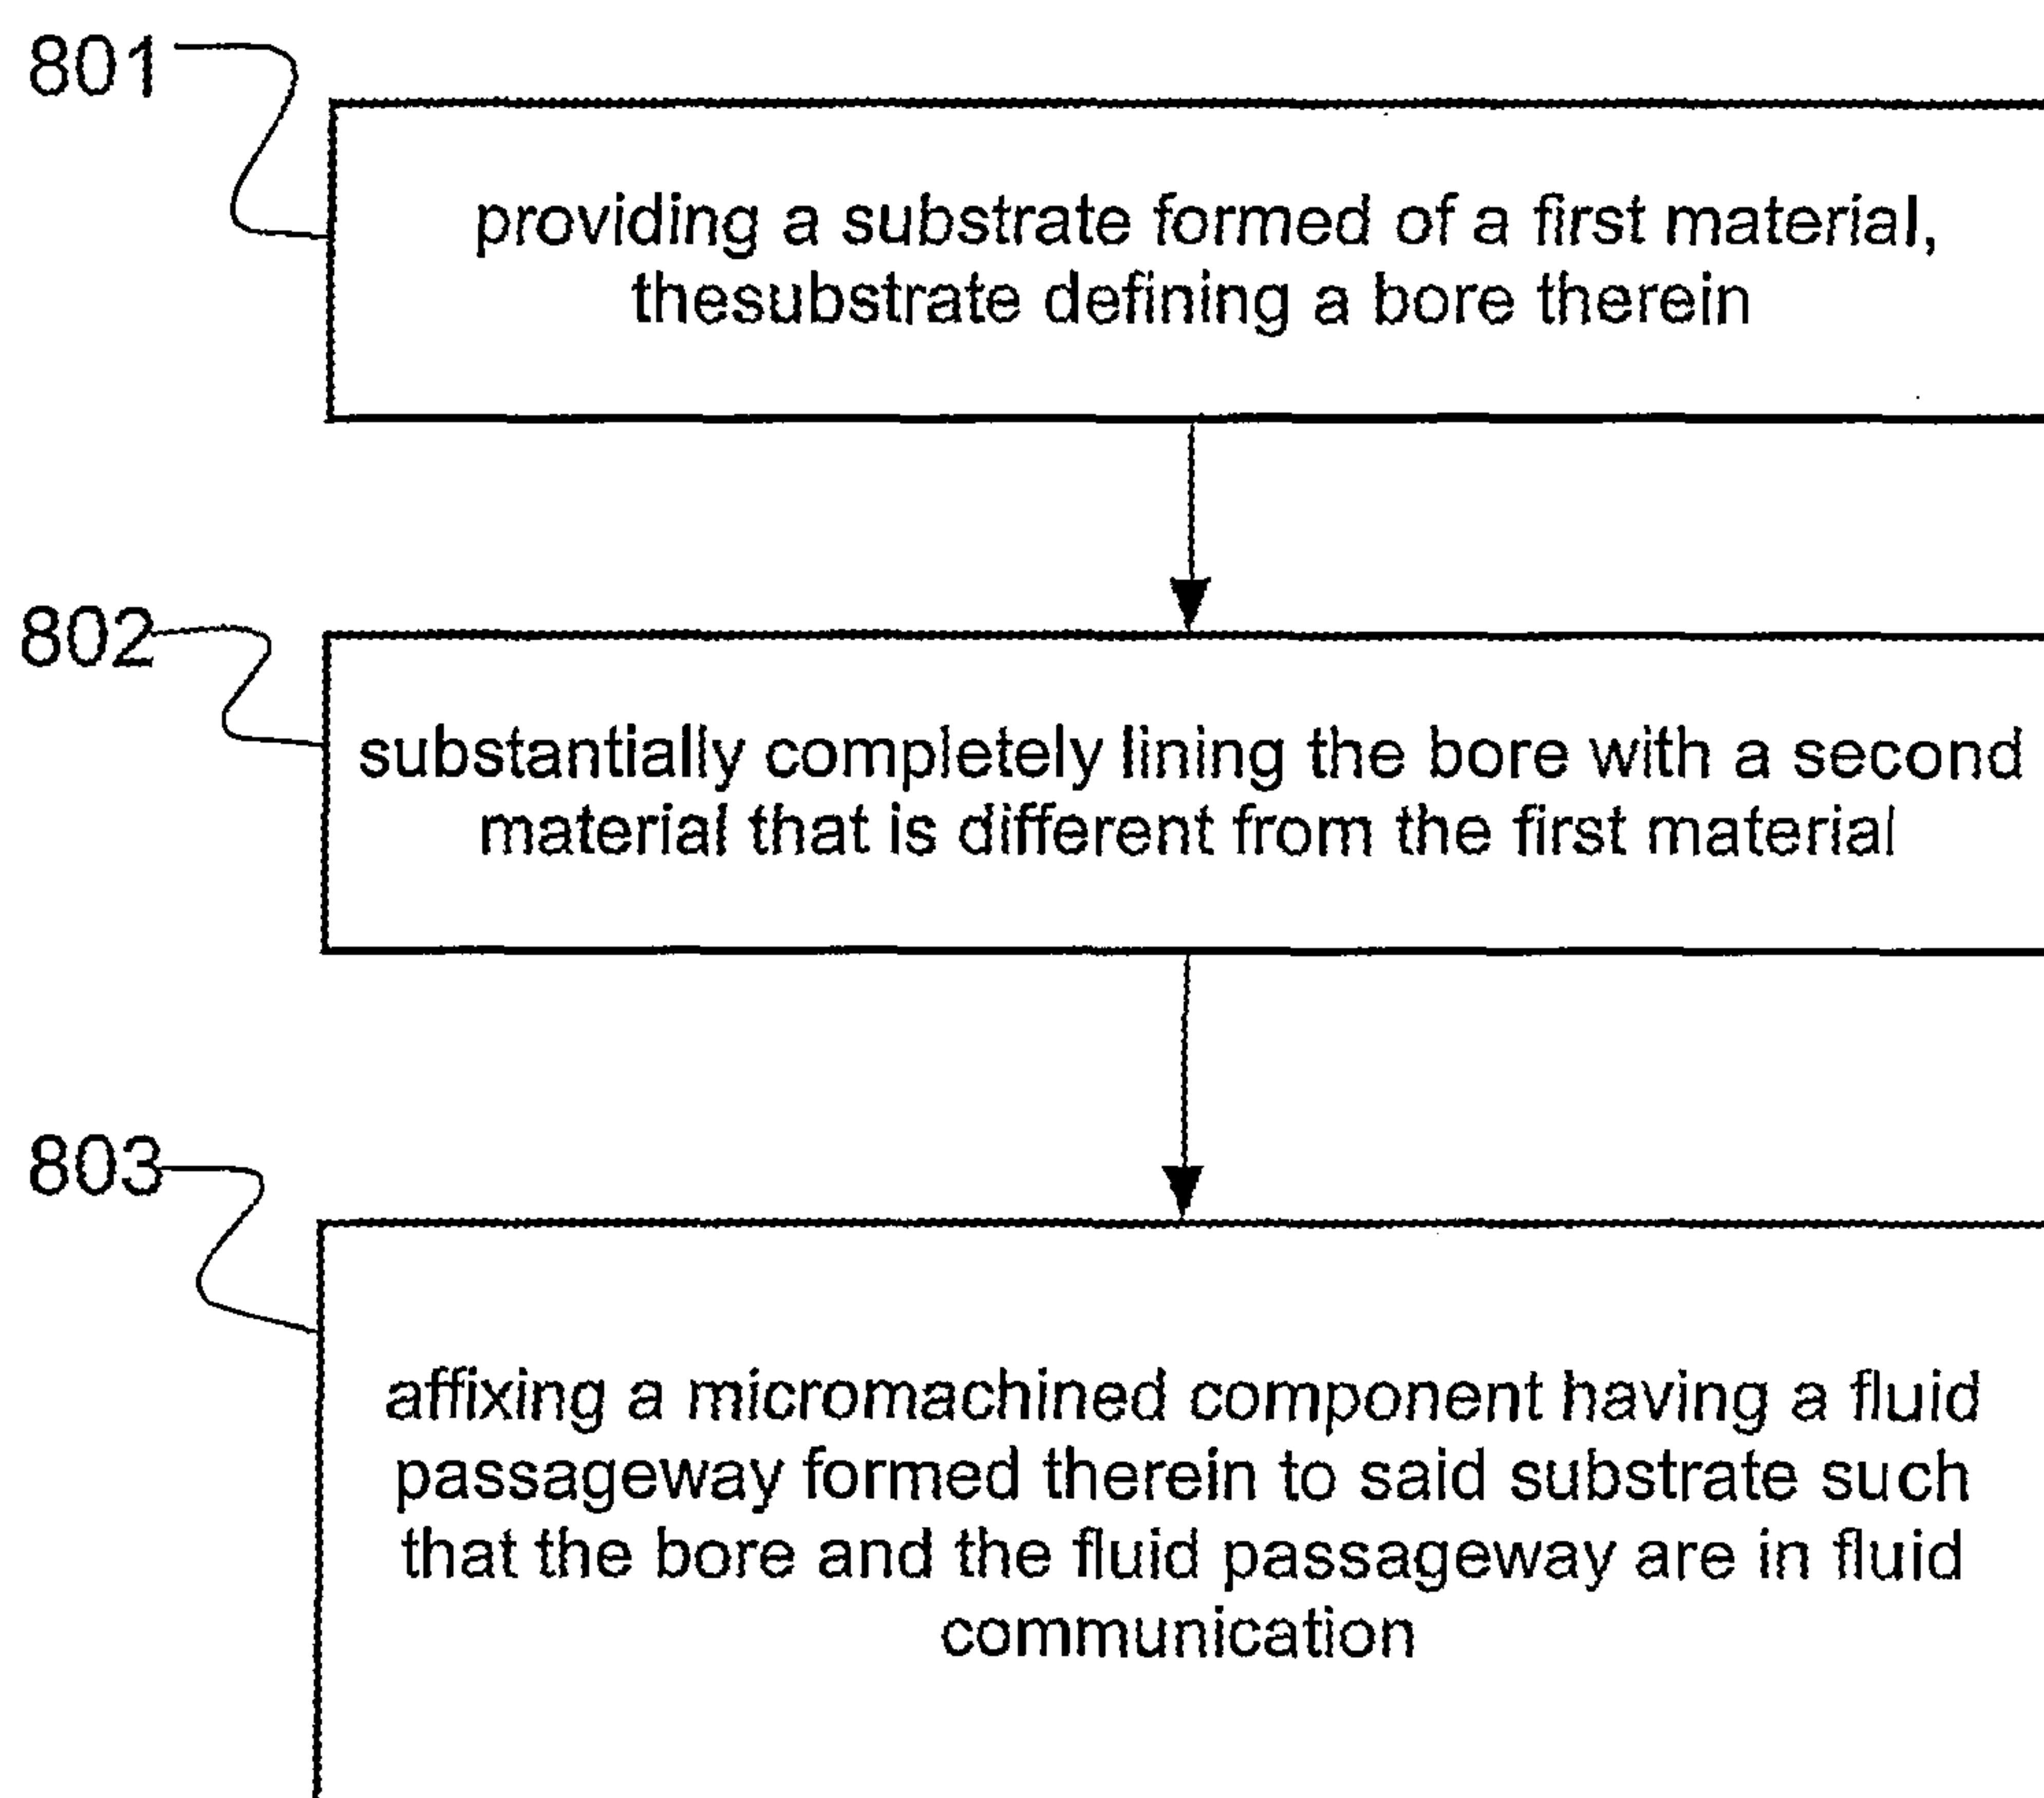 801
providing a substrate formed of a first material,
thesubstrate defining a bore therein
802
substantially completely lining the bore with a second
material that is different from the first material
803
affixing a micromachined component having a fluid
passageway formed therein to said substrate such
that the bore and the fluid passageway are in fluid
communication